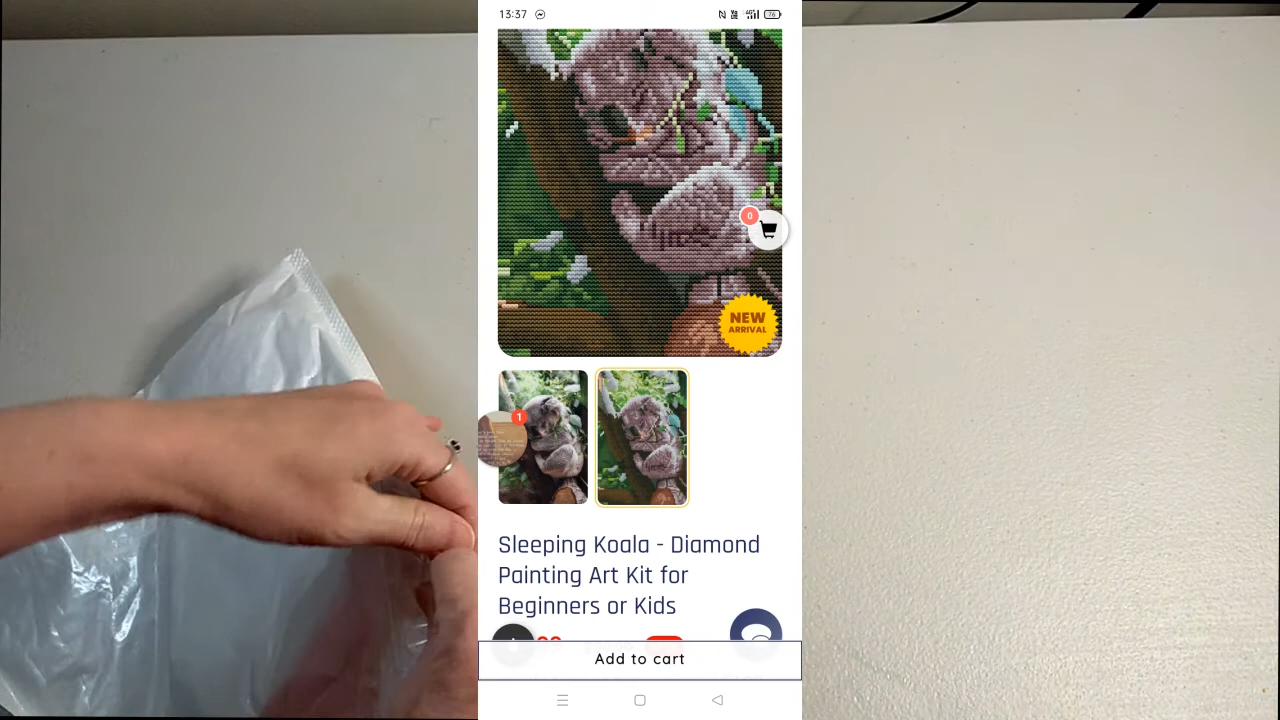 13:37
76
0
NEW
ARRIVAL
1
Sleeping Koala - Diamond
Painting Art Kit for
Beginners or Kids
Add to cart